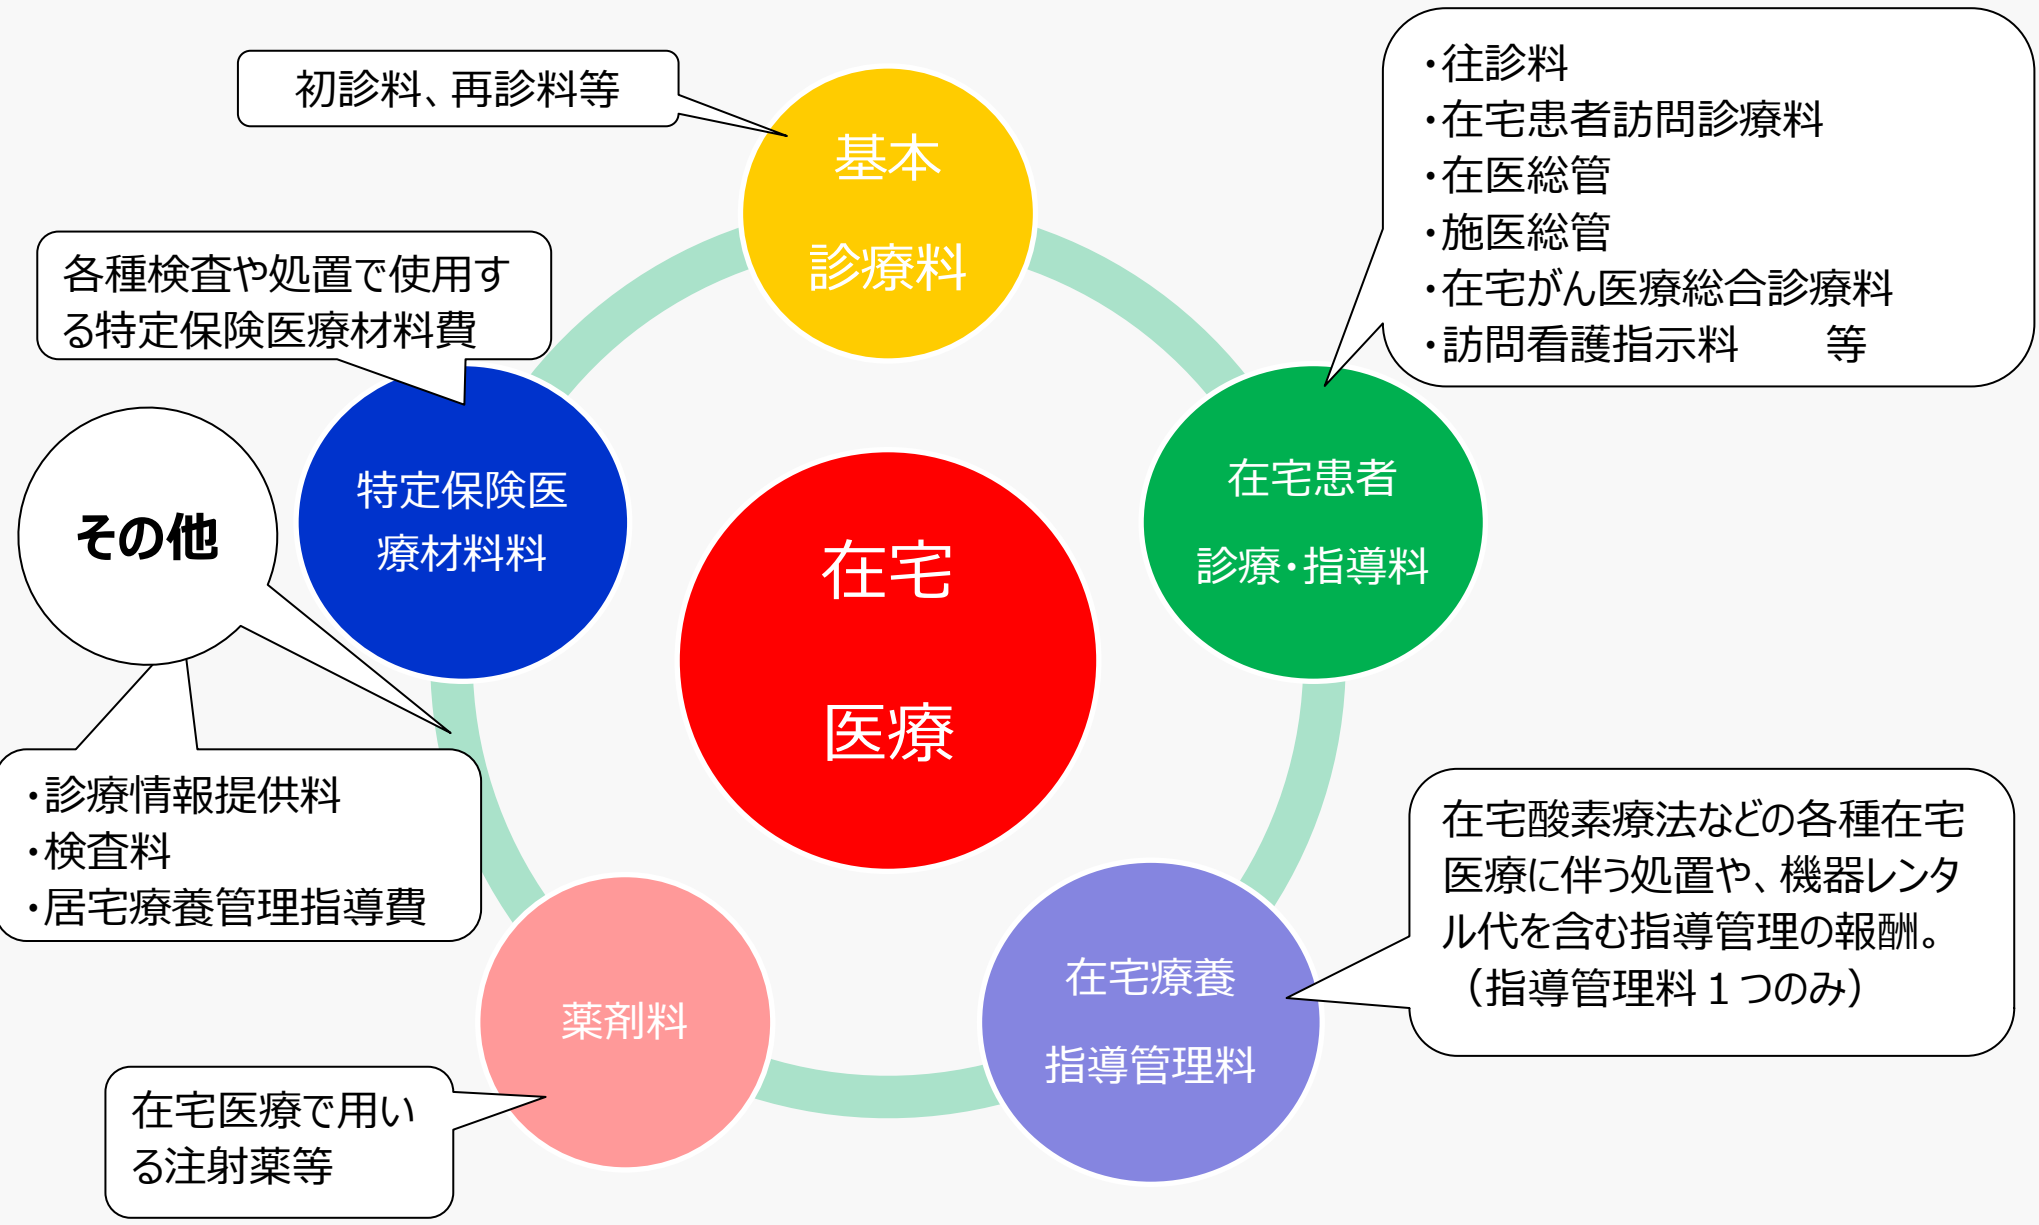 初診料、再診料等
基本
診療料
・往診料
・在宅患者訪問診療料
・在医総管
・施医総管
・在宅がん医療総合診療料
・訪問看護指示料　　等
各種検査や処置で使用す
る特定保険医療材料費
特定保険医
療材料料
在宅患者
診療・指導料
その他
在宅
医療
・診療情報提供料
・検査料
・居宅療養管理指導費
在宅酸素療法などの各種在宅
医療に伴う処置や、機器レンタ
ル代を含む指導管理の報酬。
（指導管理料１つのみ）
在宅療養
指導管理料
薬剤料
在宅医療で用い
る注射薬等